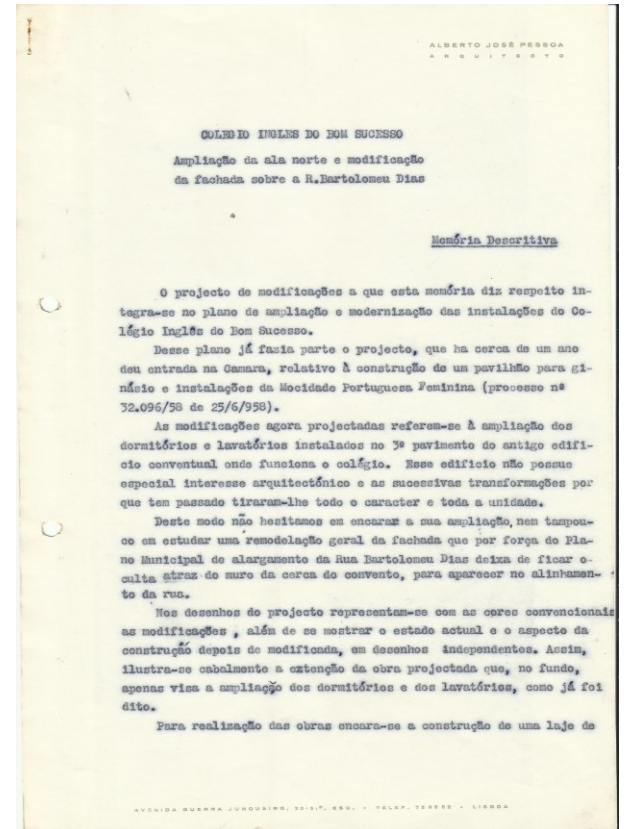 ALBERTO JOSÉ PESSOA
ARQUITECTO
COLEGIO INGLES DO BOM SUCESSO
Ampliação da ala norte e modificação
da fachada sobre a R.Bartolomeu Dias
Memória Descritiva
O projecto de modificações a que esta memória diz respeito in-
tegra-se no plano de ampliação e modernização das instalações do Co-
légio Inglês do Bom Sucesso.
Desse plano já fazia parte o projecto, que ha cerca de um ano
deu entrada na Camara, relativo à construção de um pavilhão para gi-
násio e instalações da Mocidade Portuguesa Feminina (processo nº
32.096/58 de 25/6/958).
As modificações agora projectadas referem-se à ampliação dos
dormitórios e lavatórios instalados no 3º pavimento do antigo edifi-
cio conventual onde funciona o colégio. Esse edificio não possue
especial interesse arquitectónico e as sucessivas transformações por
que tem passado tiraram-lhe todo o caracter e toda a unidade.
Deste modo não hesitamos em encarar a sua ampliação, nem tampou-
co em estudar uma remodelação geral da fachada que por força do Pla-
no Municipal de alargamento da Rua Bartolomeu Dias deixa de ficar o-
culta atraz do muro da cerca do convento, para aparecer no alinhamen-
to da rua.
Nos desenhos do projecto representam-se com as cores convencionais
as modificações , além de se mostrar o estado actual e o aspecto da
construção depois de modificada, em desenhos independentes. Assim,
ilustra-se cabalmente a extenção da obra projectada que, no fundo,
apenas visa a ampliação dos dormitórios e dos lavatórios, como já foi
dito.
Para realização das obras encara-se a construção de uma laje de
AVENIDA GUERRA JUNQUEIRO, ESQ. • TELEF. • LISBOA